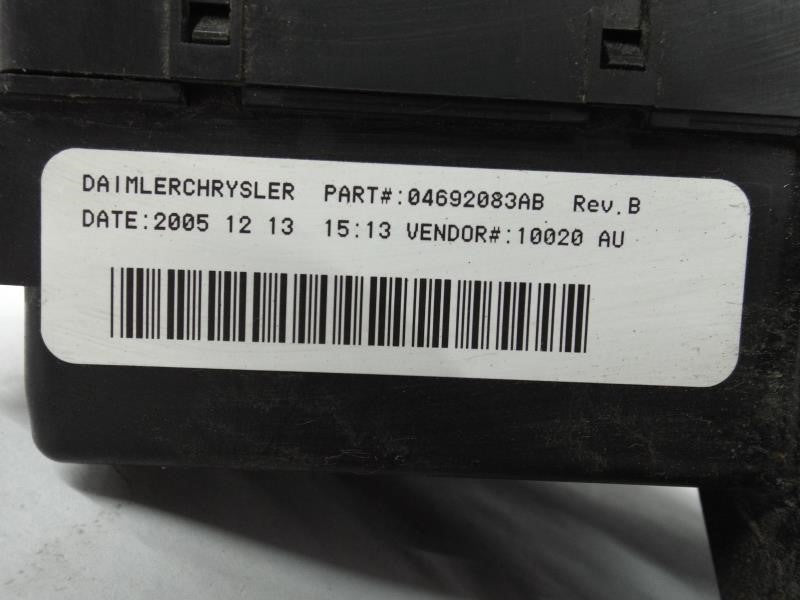 DAIMLERCHRYSLER PART#:04692083AB Rev.B
DATE:2005 12 13 15:13 VENDOR#:10020 AU